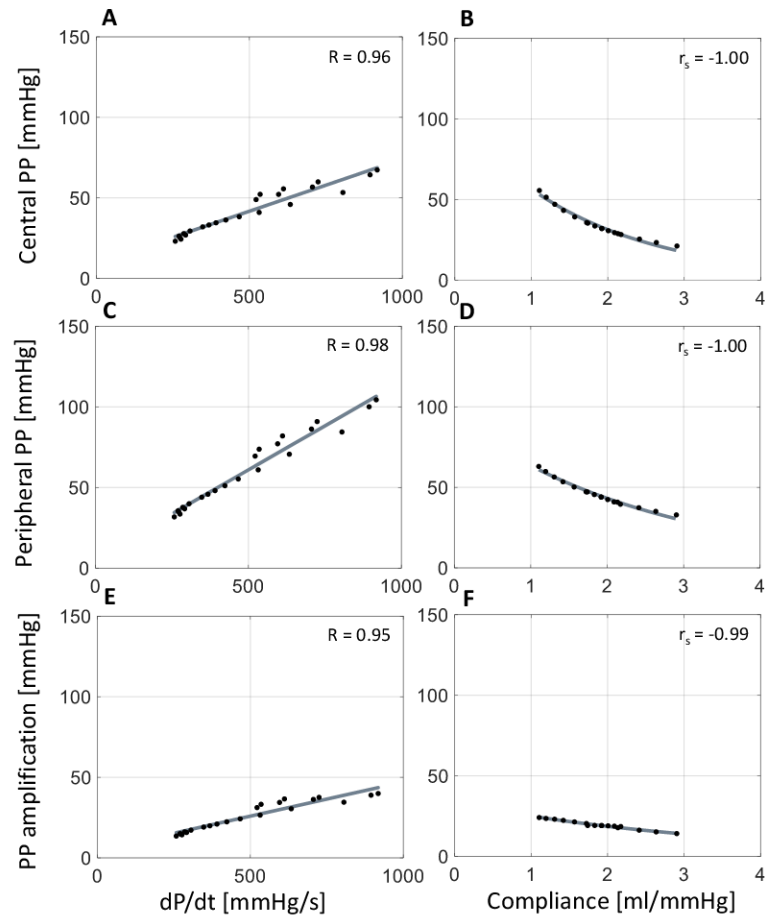 A
150
100
50
0
0
500
1000
Central PP [mmHg]
R = 0.96
B
150
100
50
0
0
1
2
3
4
rs = -1.00
C
150
100
50
0
0
500
1000
Peripheral PP [mmHg]
R = 0.98
D
150
100
50
0
0
1
2
3
4
rs = -1.00
E
150
100
50
0
0
500
1000
PP amplification [mmHg]
R = 0.95
dP/dt [mmHg/s]
F
150
100
50
0
0
1
2
3
4
rs = -0.99
Compliance [ml/mmHg]